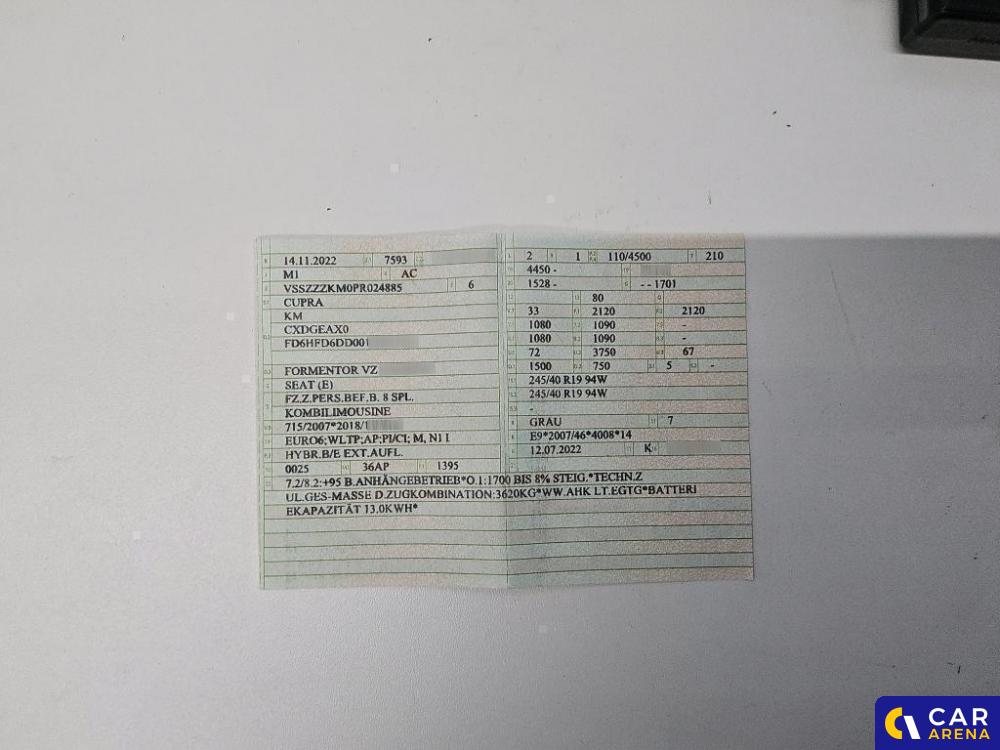 14.11.2022 7593
M1 AC
VSSZZZKM0PR024885 6
CUPRA
KM
CXDGEAX0
FD6HFD6DD001
FORMENTOR VZ
SEAT (E)
FZ.Z.PERS.BEF.B. 8 SPL.
KOMBILIMOUSINE
715/2007*2018/1
EURO6;WLTP;AP;PI/CI; M, N1 I
HYBR.B/E EXT.AUFL.
0025 36AP 1395
2 1 110/4500 210
4450 -
1528 - - - 1701
80
33 2120 2120
1080 1090 -
1080 1090 -
72 3750 67
1500 750 5 -
245/40 R19 94W
245/40 R19 94W
-
GRAU 7
E9*2007/46*4008*14
12.07.2022 K
7.2/8.2:+95 B.ANHÄNGEBETRIEB*O.1:1700 BIS 8% STEIG.*TECHN.Z
UL.GES-MASSE D.ZUGKOMBINATION:3620KG*WW.AHK LT.EGTG*BATTERI
EKAPAZITÄT 13,0KWH*
CAR
ARENA